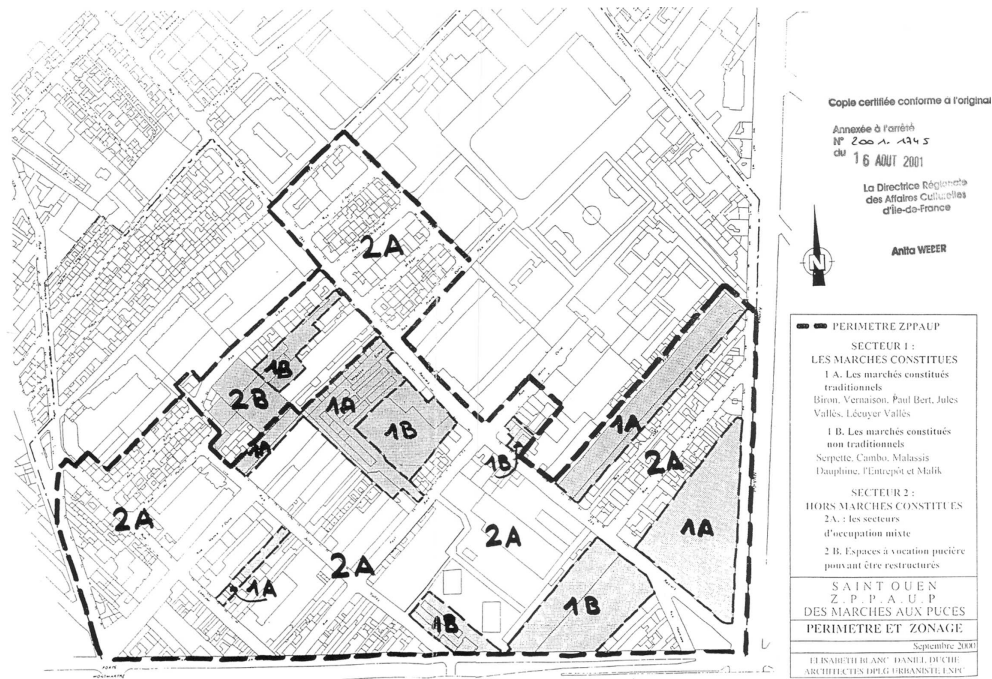 Copie certifiée conforme à l'original
Annexée à l'arrêté
N° 2001. 1745
du 16 AOUT 2001
La Directrice Régionale
des Affaires Culturelles
d'Ile-de-France
Anita WEBER
N
2A
1B
2B
1A
1B
1A
1B
1A
2A
2A
2A
2A
1A
1A
1B
1B
PERIMETRE ZPPAUP
SECTEUR 1 :
LES MARCHES CONSTITUES
1 A. Les marchés constitués
traditionnels
Biron, Vernaison, Paul Bert, Jules
Vallès, Lécuyer Vallès
1 B. Les marchés constitués
non traditionnels
Serpette, Cambo, Malassis
Dauphine, l'Entrepôt et Malik
SECTEUR 2 :
HORS MARCHES CONSTITUES
2A. : les secteurs
d'occupation mixte
2 B. Espaces à vocation pucière
pouvant être restructurés
SAINT OUEN
Z . P . P . A . U . P
DES MARCHES AUX PUCES
PERIMETRE ET ZONAGE
Septembre 2000
ELISABETH BLANC DANIEL DUCHE
ARCHITECTES DPLG URBANISTE ENPC
MONTMARTRE